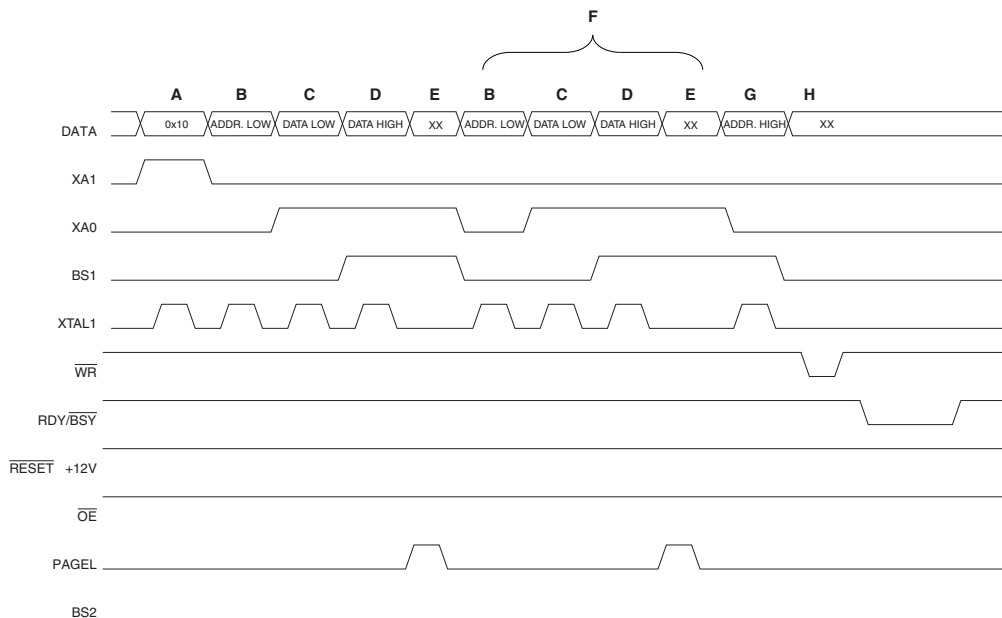 F
A B C D E B C D E G H
DATA 0x10 ADDR. LOW DATA LOW DATA HIGH XX ADDR. LOW DATA LOW DATA HIGH XX ADDR. HIGH XX
XA1
XA0
BS1
XTAL1
WR
RDY/BSY
RESET +12V
OE
PAGEL
BS2